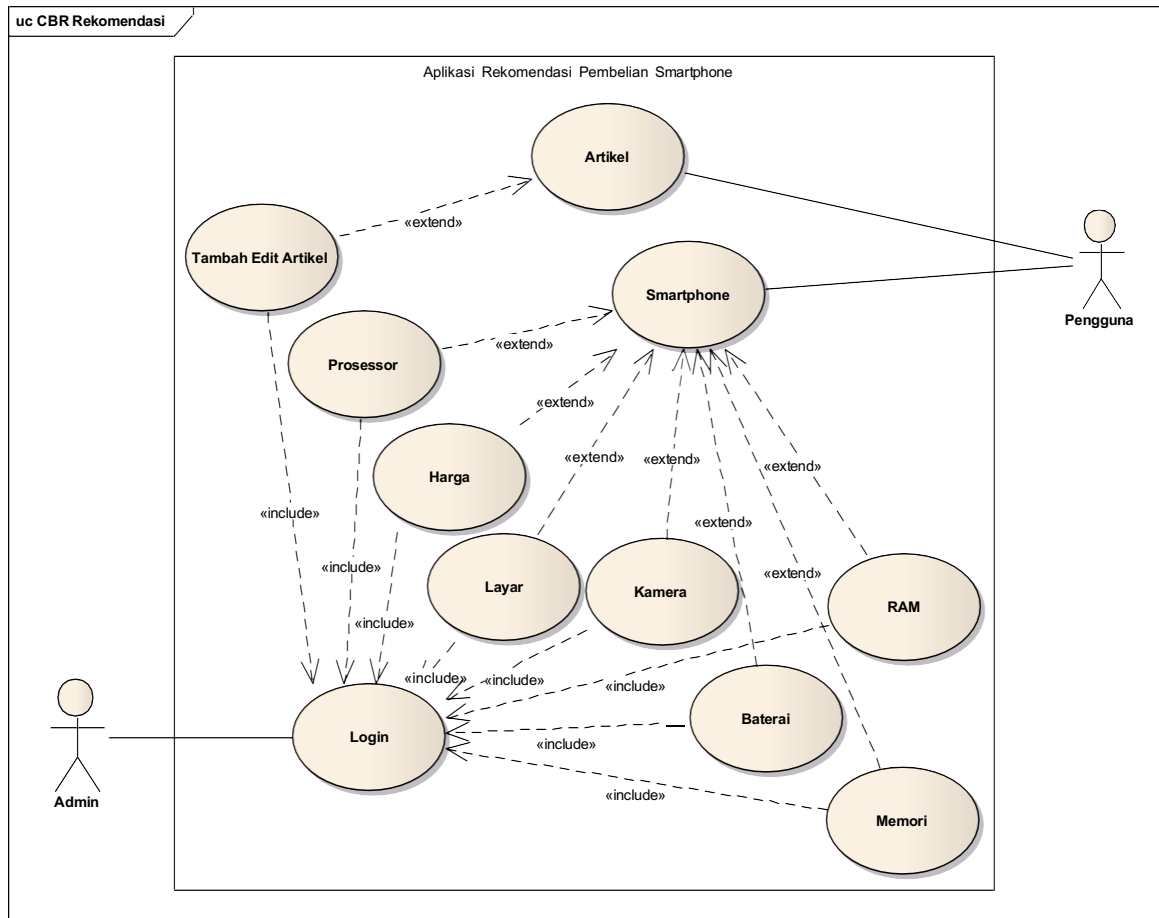 uc CBR Rekomendasi
Aplikasi Rekomendasi Pembelian Smartphone
Artikel
«extend»
Tambah Edit Artikel
Smartphone
Pengguna
«extend»
Prosessor
«extend»
Harga
«extend»
«extend»
«extend»
«include»
«extend»
«include»
«extend»
Layar
Kamera
RAM
«include»
«include»
«include»
«include»
Login
Baterai
«include»
Admin
«include»
Memori